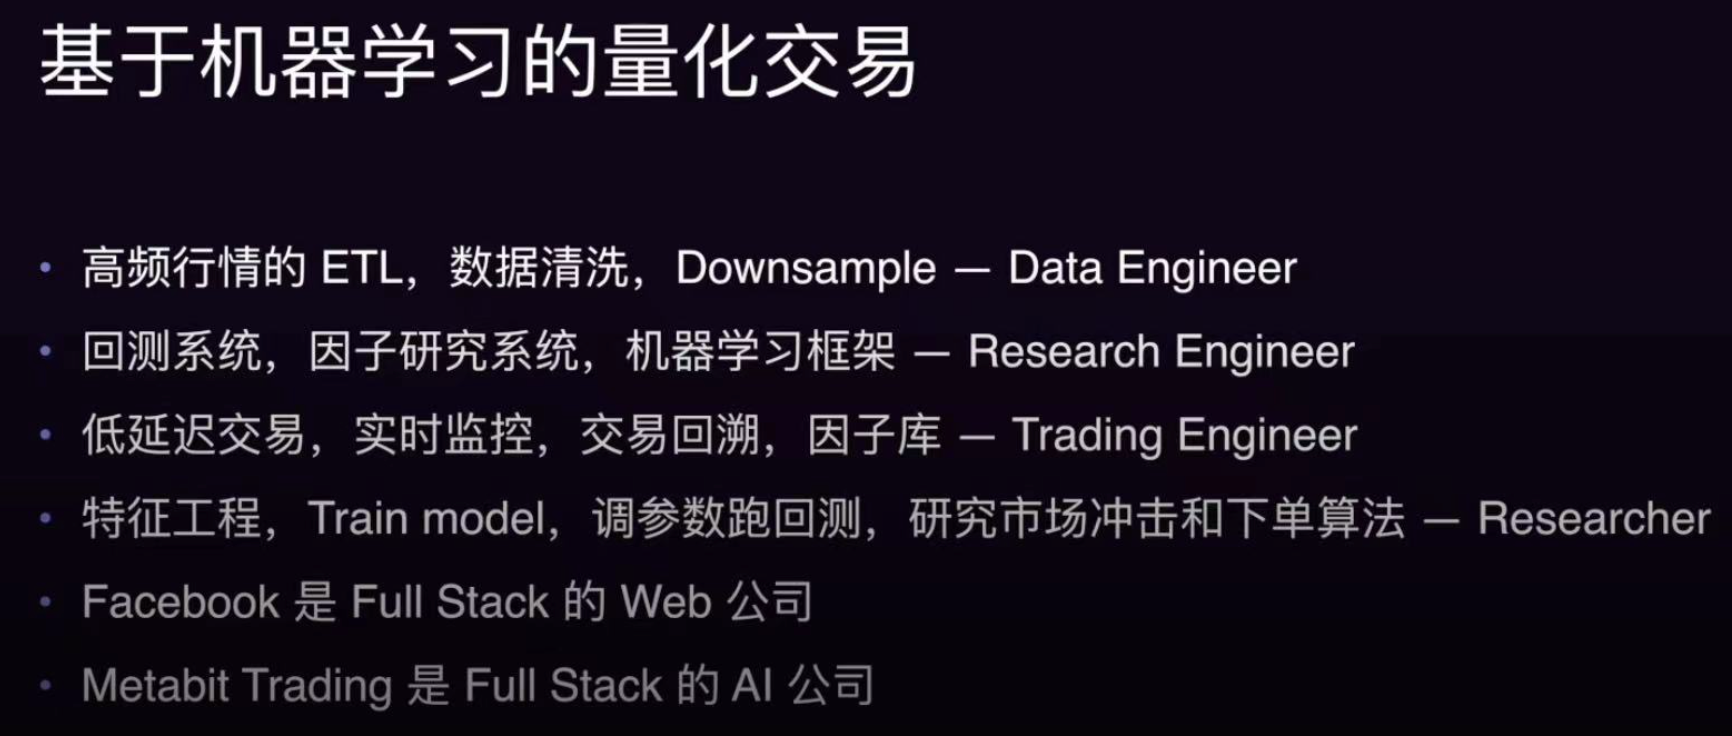 基于机器学习的量化交易
• 高频行情的 ETL，数据清洗，Downsample — Data Engineer
• 回测系统，因子研究系统，机器学习框架 — Research Engineer
• 低延迟交易，实时监控，交易回溯，因子库 — Trading Engineer
• 特征工程，Train model，调参数跑回测，研究市场冲击和下单算法 — Researcher
• Facebook 是 Full Stack 的 Web 公司
• Metabit Trading 是 Full Stack 的 AI 公司